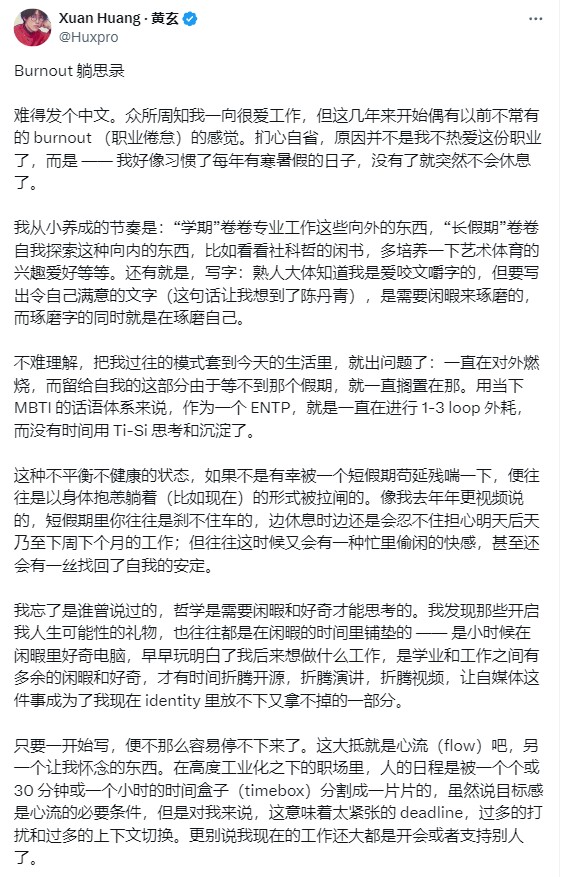 Xuan Huang · 黄玄
@Huxpro
Burnout 躺思录
难得发个中文。众所周知我一向很爱工作，但这几年来开始偶有以前不常有
的 burnout （职业倦怠）的感觉。扪心自省，原因并不是我不热爱这份职业
了，而是 —— 我好像习惯了每年有寒暑假的日子，没有了就突然不会休息
了。
我从小养成的节奏是：“学期”卷卷专业工作这些向外的东西，“长假期”卷卷
自我探索这种向内的东西，比如看看社科哲的闲书，多培养一下艺术体育的
兴趣爱好等等。还有就是，写字：熟人大体知道我是爱咬文嚼字的，但要写
出令自己满意的文字（这句话让我想到了陈丹青），是需要闲暇来琢磨的，
而琢磨字的同时就是在琢磨自己。
不难理解，把我过往的模式套到今天的生活里，就出问题了：一直在对外燃
烧，而留给自我的这部分由于等不到那个假期，就一直搁置在那。用当下
MBTI 的话语体系来说，作为一个 ENTP，就是一直在进行 1-3 loop 外耗，
而没有时间用 Ti-Si 思考和沉淀了。
这种不平衡不健康的状态，如果不是有幸被一个短假期苟延残喘一下，便往
往是以身体抱恙躺着（比如现在）的形式被拉闸的。像我去年年更视频说
的，短假期里你往往是刹不住车的，边休息时边还是会忍不住担心明天后天
乃至下周下个月的工作；但往往这时候又会有一种忙里偷闲的快感，甚至还
会有一丝找回了自我的安定。
我忘了是谁曾说过的，哲学是需要闲暇和好奇才能思考的。我发现那些开启
我人生可能性的礼物，也往往都是在闲暇的时间里铺垫的 —— 是小时候在
闲暇里好奇电脑，早早玩明白了我后来想做什么工作，是学业和工作之间有
多余的闲暇和好奇，才有时间折腾开源，折腾演讲，折腾视频，让自媒体这
件事成为了我现在 identity 里放不下又拿不掉的一部分。
只要一开始写，便不那么容易停不下来了。这大抵就是心流（flow）吧，另
一个让我怀念的东西。在高度工业化之下的职场里，人的日程是被一个个或
30 分钟或一个小时的时间盒子（timebox）分割成一片片的，虽然说目标感
是心流的必要条件，但是对我来说，这意味着太紧张的 deadline，过多的打
扰和过多的上下文切换。更别说我现在的工作还大都是开会或者支持别人
了。